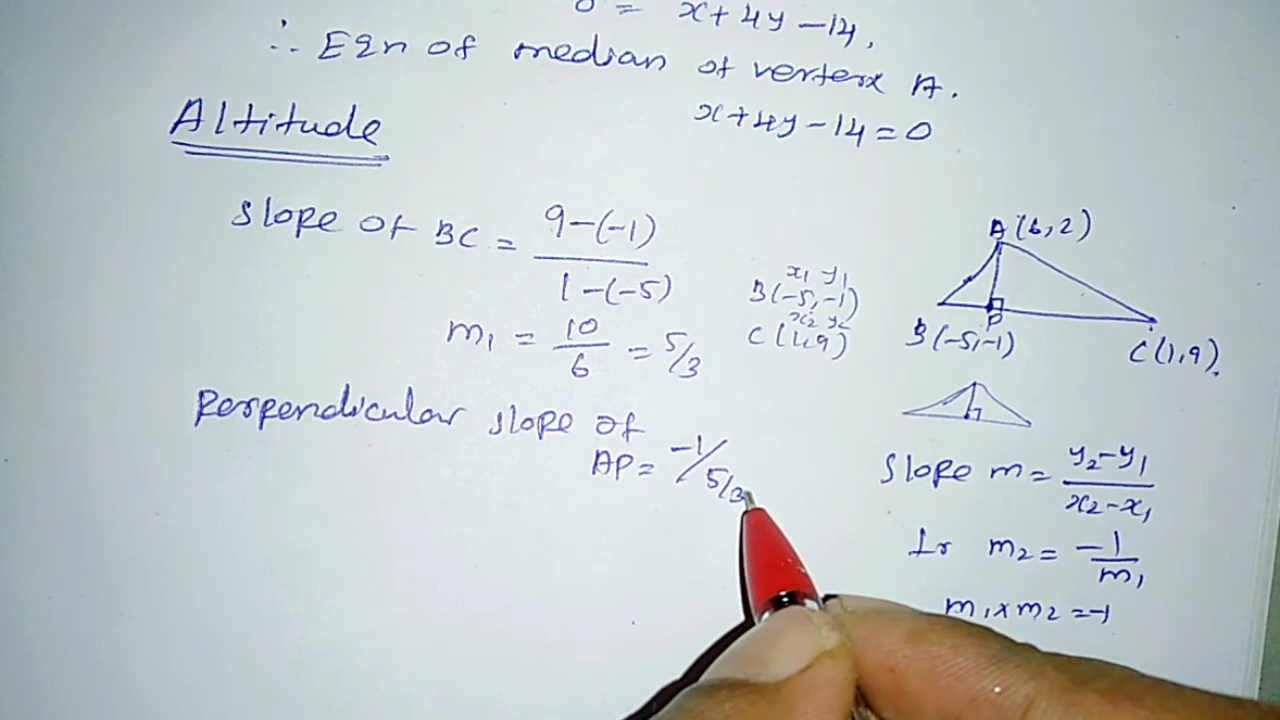 0 = x+4y-14,
∴ Eqn of median of vertex A.
x+4y-14=0
Altitude
Slope of BC = 9-(-1) / 1-(-5)
m₁ = 10/6 = 5/3
x₁ y₁
B(-5,-1)
x₂ y₂
C(1,9)
Perpendicular slope of
AP = -1/5/3
A(6,2)
P
B(-5,-1)
C(1,9).
Slope m = y₂-y₁ / x₂-x₁
m₂ = -1/m₁
m₁×m₂ = -1